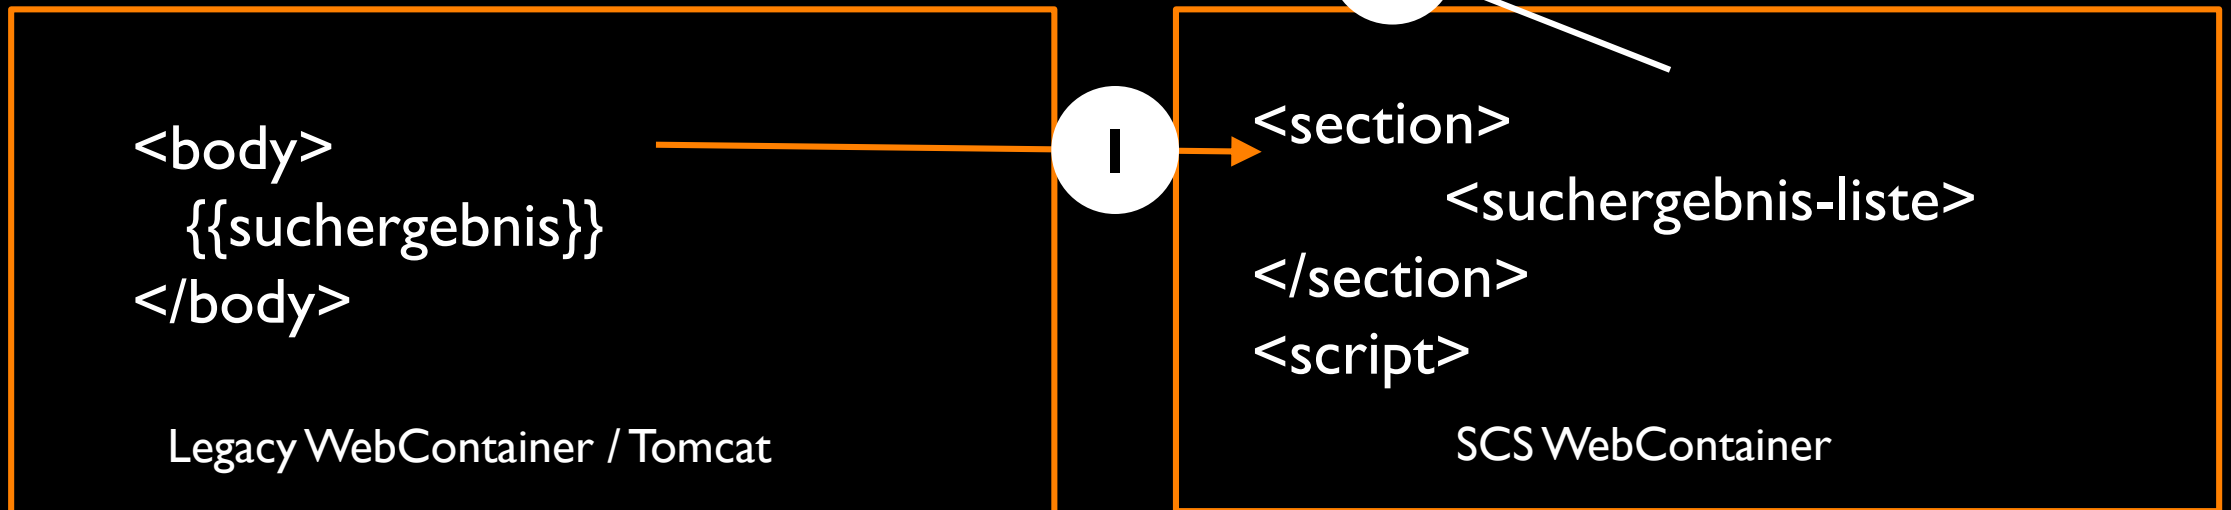 <body>
{{suchergebnis}}
</body>
Legacy WebContainer / Tomcat
1
<section>
<suchergebnis-liste>
</section>
<script>
SCS WebContainer